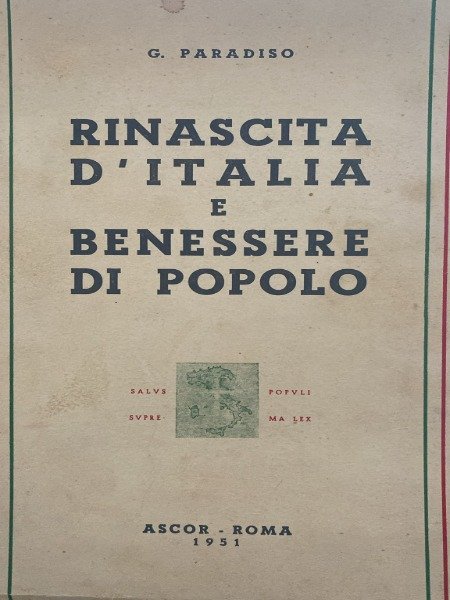 G. PARADISO
RINASCITA
D'ITALIA
E
BENESSERE
DI POPOLO
SALVS POPVLI
SVPRE MA LEX
ASCOR - ROMA
1951